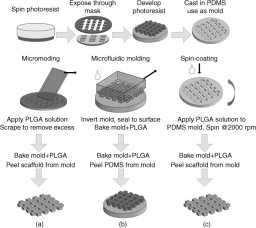 Spin photoresist
Expose through
mask
Develop
photoresist
Cast in PDMS
use as mold
Micromoding
Microfluidic molding
Spin-coating
Apply PLGA solution
Scrape to remove excess
Invert mold, seal to surface
Bake mold+PLGA
Apply PLGA solution to
PDMS mold, Spin @2000 rpm
Bake mold+PLGA
Peel scaffold from mold
Bake mold+PLGA
Peel PDMS from mold
Bake mold+PLGA
Peel scaffold from mold
(a)
(b)
(c)